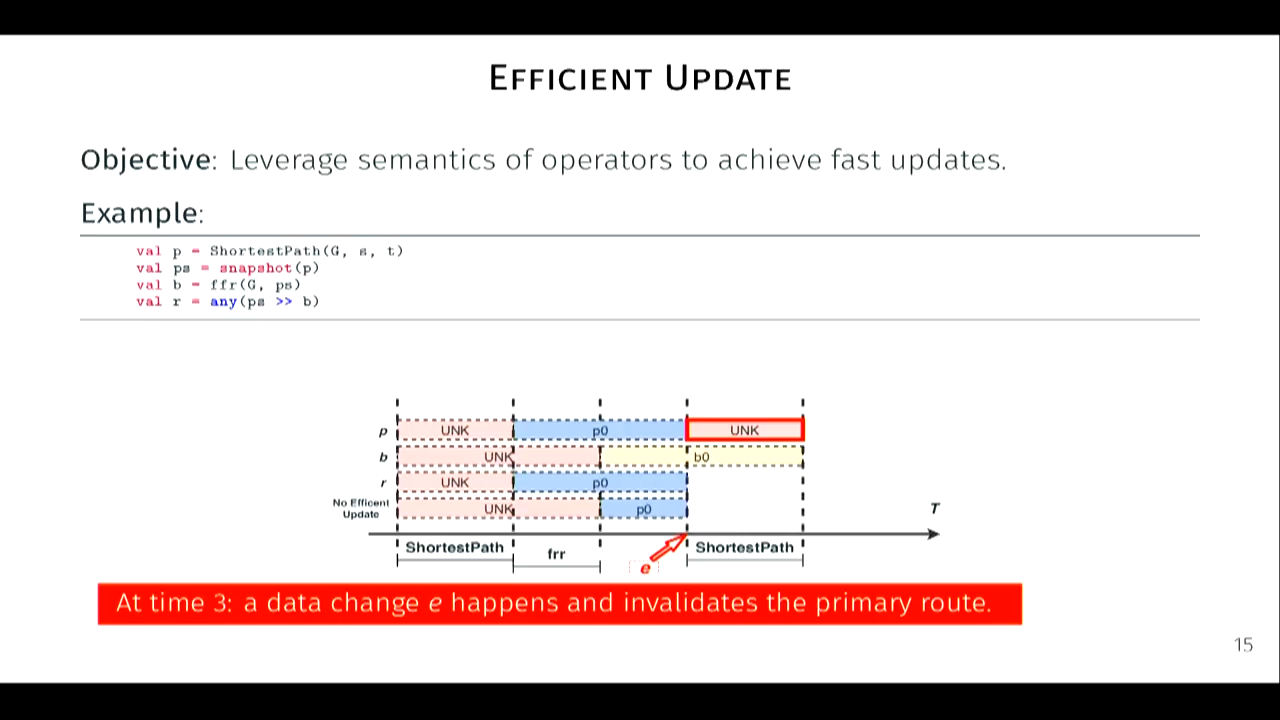 EFFICIENT UPDATE
Objective: Leverage semantics of operators to achieve fast updates.
Example:
val p = ShortestPath(G, s, t)
val ps = snapshot(p)
val b = ffr(G, ps)
val r = any(ps >> b)
p UNK p0 UNK
b UNK b0
r UNK p0
No Efficent
Update UNK p0
T
ShortestPath frr e ShortestPath
At time 3: a data change e happens and invalidates the primary route.
15